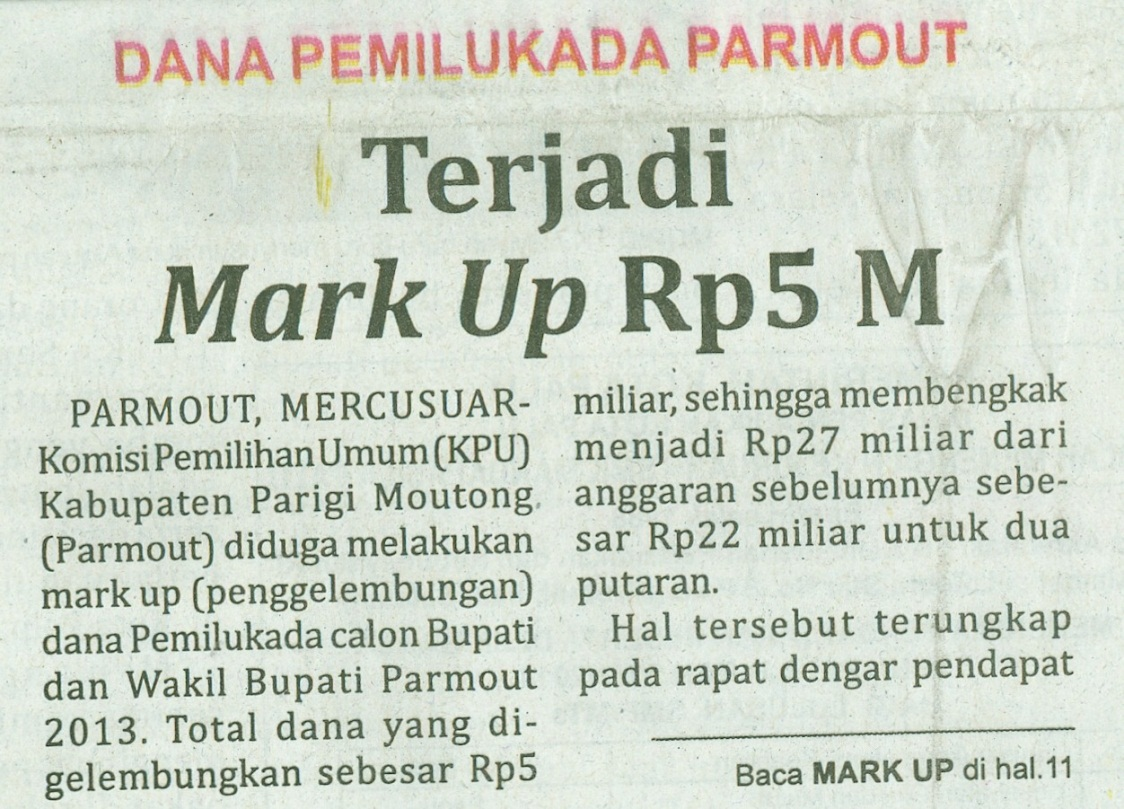 DANA PEMILUKADA PARMOUT
Terjadi
Mark Up Rp5 M
PARMOUT, MERCUSUAR-
Komisi Pemilihan Umum (KPU)
Kabupaten Parigi Moutong
(Parmout) diduga melakukan
mark up (penggelembungan)
dana Pemilukada calon Bupati
dan Wakil Bupati Parmout
2013. Total dana yang di-
gelembungkan sebesar Rp5
miliar, sehingga membengkak
menjadi Rp27 miliar dari
anggaran sebelumnya sebe-
sar Rp22 miliar untuk dua
putaran.
Hal tersebut terungkap
pada rapat dengar pendapat
Baca MARK UP di hal.11